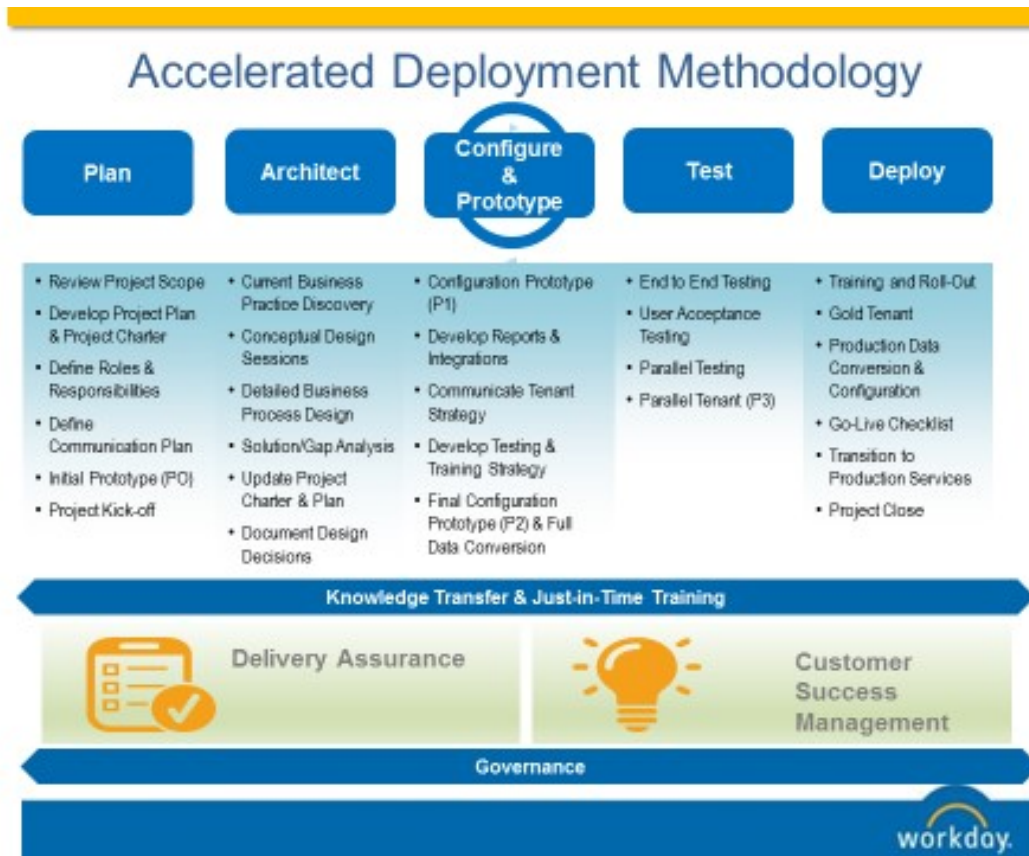 Accelerated Deployment Methodology
Plan
Architect
Configure
&
Prototype
Test
Deploy
• Review Project Scope
• Develop Project Plan
& Project Charter
• Define Roles &
Responsibilities
• Define
Communication Plan
• Initial Prototype (PO)
• Project Kick-off
• Current Business
Practice Discovery
• Conceptual Design
Sessions
• Detailed Business
Process Design
• Solution/Gap Analysis
• Update Project
Charter & Plan
• Document Design
Decisions
• Configuration Prototype
(P1)
• Develop Reports &
Integrations
• Communicate Tenant
Strategy
• Develop Testing &
Training Strategy
• Final Configuration
Prototype (P2) & Full
Data Conversion
• End to End Testing
• User Acceptance
Testing
• Parallel Testing
• Parallel Tenant (P3)
• Training and Roll-Out
• Gold Tenant
• Production Data
Conversion &
Configuration
• Go-Live Checklist
• Transition to
Production Services
• Project Close
Knowledge Transfer & Just-in-Time Training
Delivery Assurance
Customer
Success
Management
Governance
workday.